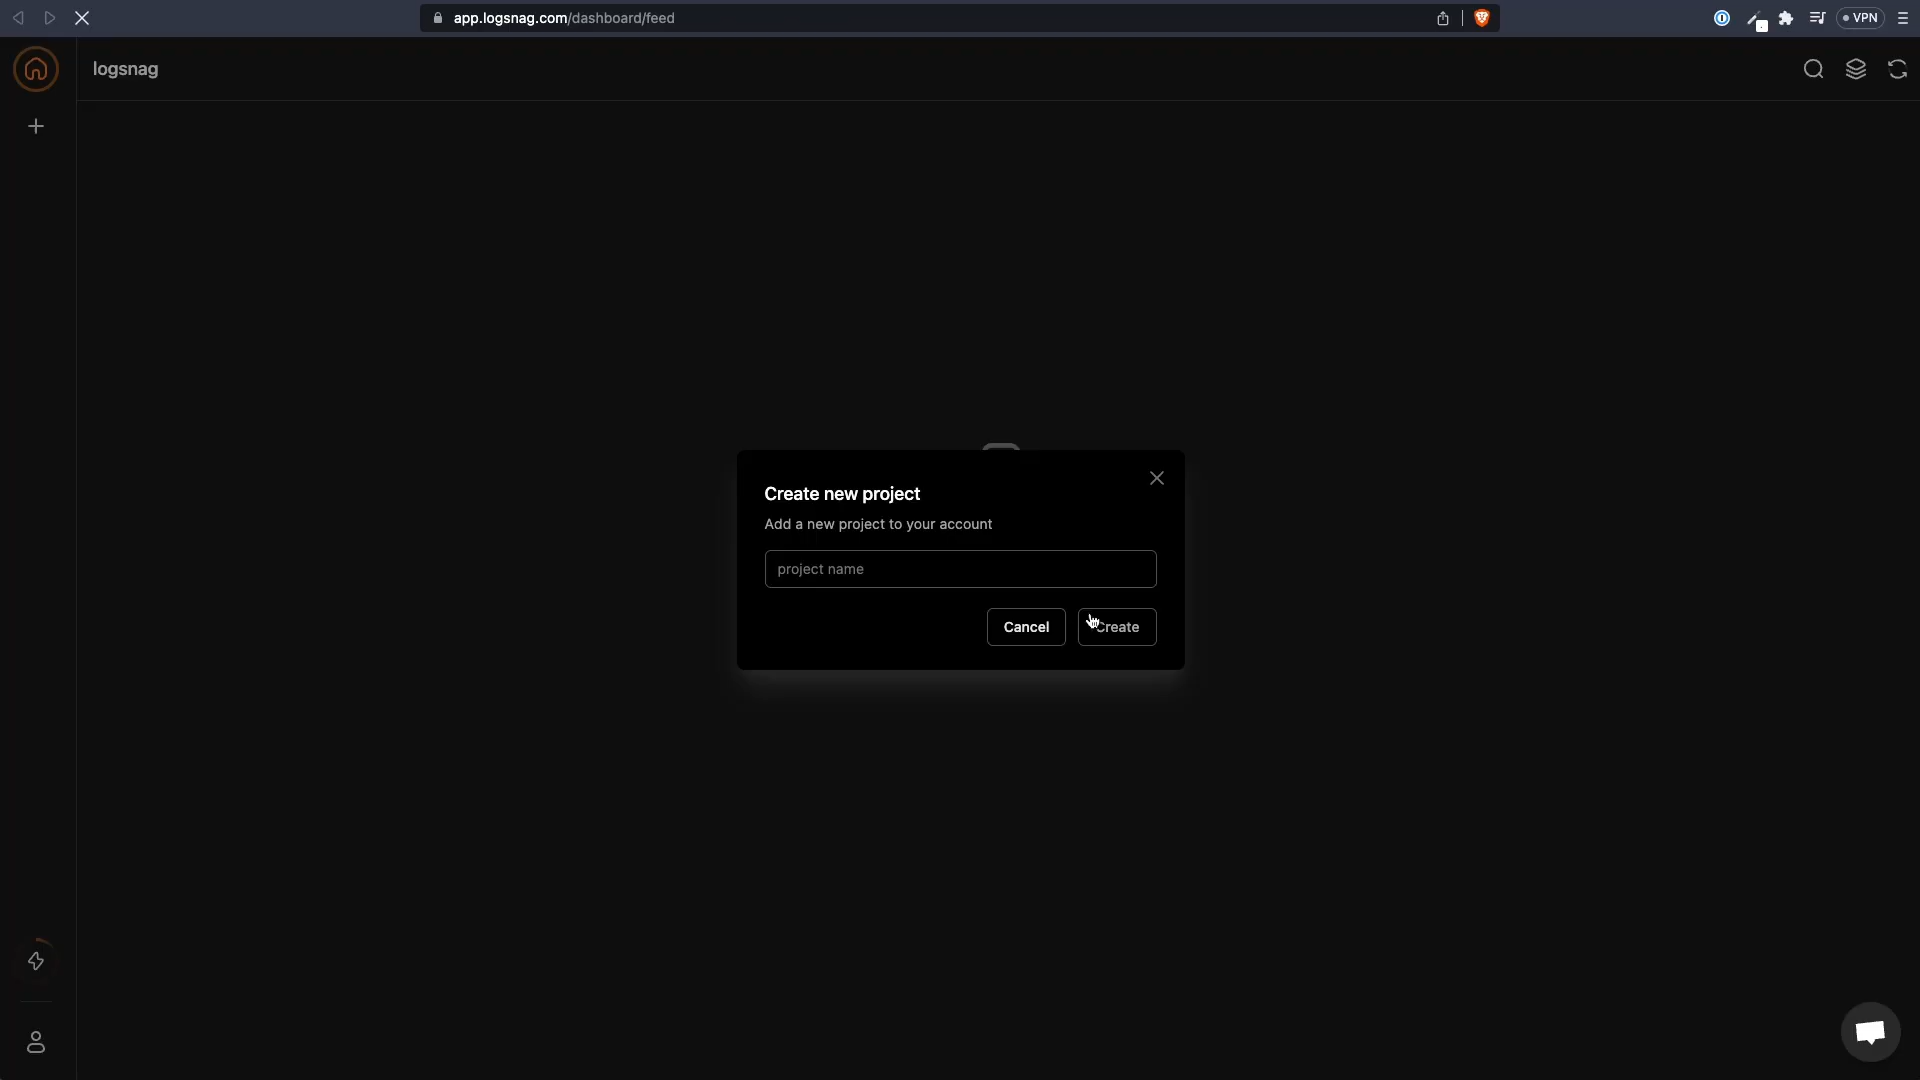 app.logsnag.com/dashboard/feed
VPN
logsnag
Create new project
Add a new project to your account
project name
Cancel
Create